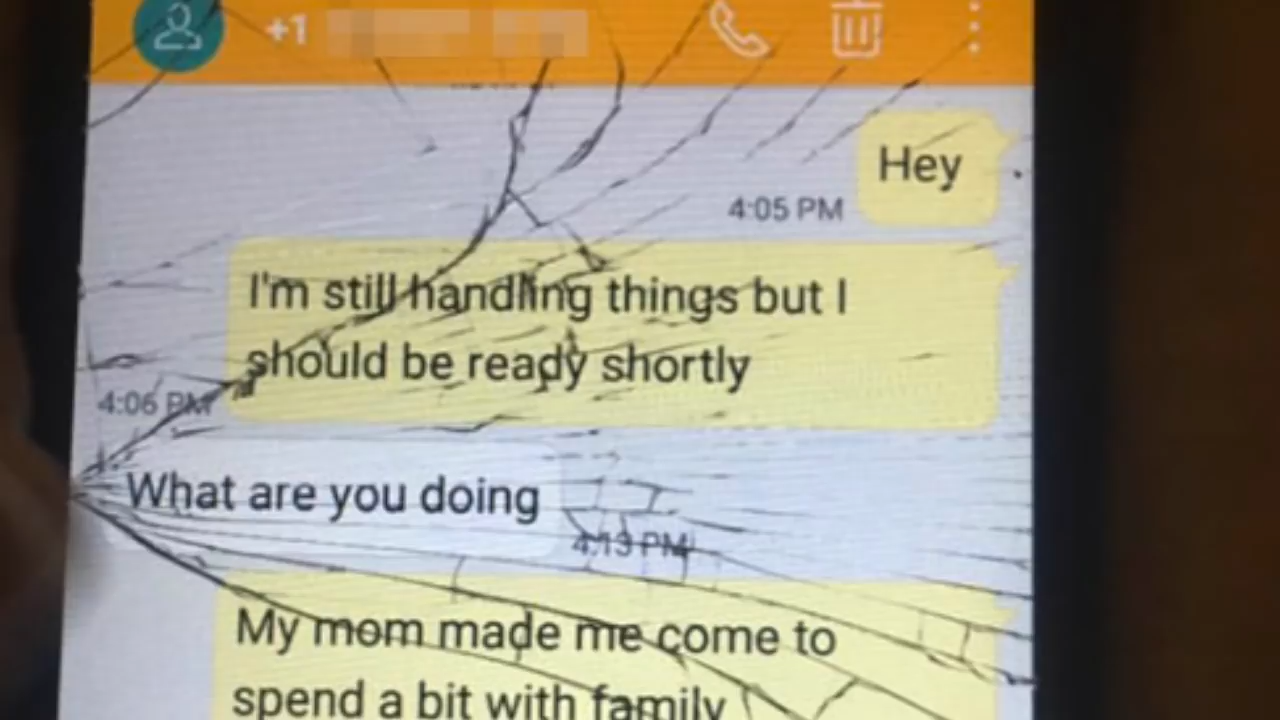 +1
Hey
4:05 PM
I'm still handling things but I
should be ready shortly
4:06 PM
What are you doing
4:13 PM
My mom made me come to
spend a bit with family